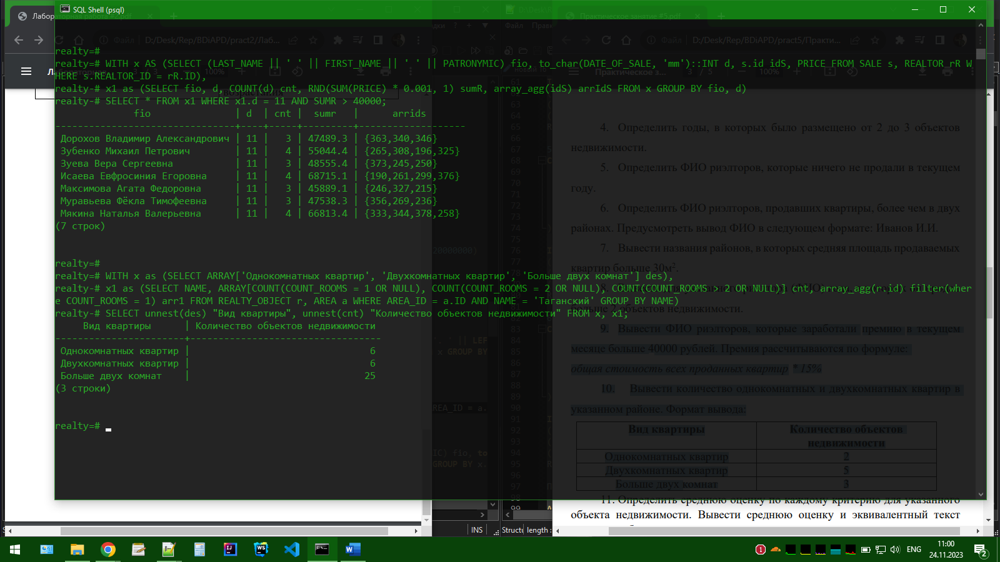 SQL Shell (psql)
realty=#
realty=# WITH x AS (SELECT (LAST_NAME || ' ' || FIRST_NAME || ' ' || PATRONYMIC) fio, to_char(DATE_OF_SALE, 'mm')::INT d, s.id idS, PRICE FROM SALE s, REALTOR rR W
HERE s.REALTOR_ID = rR.ID),
realty-# x1 as (SELECT fio, d, COUNT(d) cnt, RND(SUM(PRICE) * 0.001, 1) sumR, array_agg(idS) arrIdS FROM x GROUP BY fio, d)
realty-# SELECT * FROM x1 WHERE x1.d = 11 AND SUMR > 40000;
fio | d | cnt | sumr | arrids
Дорохов Владимир Александрович | 11 | 3 | 47489.3 | {363,340,346}
Зубенко Михаил Петрович | 11 | 4 | 55044.4 | {265,308,196,325}
Зуева Вера Сергеевна | 11 | 3 | 48555.4 | {373,245,250}
Исаева Евфросиния Егоровна | 11 | 4 | 68715.1 | {190,261,299,376}
Максимова Агата Федоровна | 11 | 3 | 45889.1 | {246,327,215}
Муравьева Фёкла Тимофеевна | 11 | 3 | 47538.3 | {356,269,236}
Мякина Наталья Валерьевна | 11 | 4 | 66813.4 | {333,344,378,258}
(7 строк)
realty=#
realty=# WITH x as (SELECT ARRAY['Однокомнатных квартир', 'Двухкомнатных квартир', 'Больше двух комнат'] des),
realty-# x1 as (SELECT NAME, ARRAY[COUNT(COUNT_ROOMS = 1 OR NULL), COUNT(COUNT_ROOMS = 2 OR NULL), COUNT(COUNT_ROOMS > 2 OR NULL)] cnt, array_agg(r.id) filter(wher
e COUNT_ROOMS = 1) arr1 FROM REALTY_OBJECT r, AREA a WHERE AREA_ID = a.ID AND NAME = 'Таганский' GROUP BY NAME)
realty-# SELECT unnest(des) "Вид квартиры", unnest(cnt) "Количество объектов недвижимости" FROM x, x1;
Вид квартиры | Количество объектов недвижимости
Однокомнатных квартир | 6
Двухкомнатных квартир | 6
Больше двух комнат | 25
(3 строки)
realty=#
4. Определить годы, в которых было размещено от 2 до 3 объектов
недвижимости.
5. Определить ФИО риэлторов, которые ничего не продали в текущем
году.
6. Определить ФИО риэлторов, продавших квартиры, более чем в двух
районах. Предусмотреть вывод ФИО в следующем формате: Иванов И.И.
7. Вывести названия районов, в которых средняя площадь продаваемых
квартир больше 30м².
больше 2 объектов недвижимости.
9. Вывести ФИО риэлторов, которые заработали премию в текущем
месяце больше 40000 рублей. Премия рассчитываются по формуле:
общая стоимость всех проданных квартир * 15%
10. Вывести количество однокомнатных и двухкомнатных квартир в
указанном районе. Формат вывода:
Вид квартиры Количество объектов
недвижимости
Однокомнатных квартир 2
Двухкомнатных квартир 5
Больше двух комнат 3
11. Определить среднюю оценку по каждому критерию для указанного
объекта недвижимости. Вывести среднюю оценку и эквивалентный текст
INS
length :
ENG
11:00
24.11.2023
2